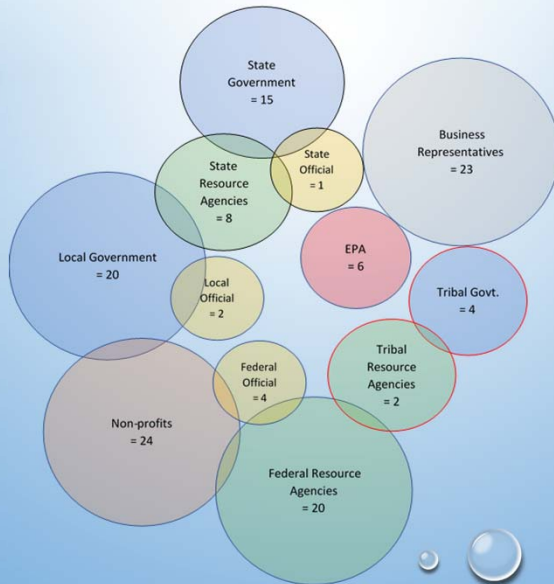 State
Government
= 15
Business
Representatives
= 23
State
Official
= 1
State
Resource
Agencies
= 8
EPA
= 6
Local Government
= 20
Local
Official
= 2
Tribal Govt.
= 4
Tribal
Resource
Agencies
= 2
Federal
Official
= 4
Non-profits
= 24
Federal Resource
Agencies
= 20